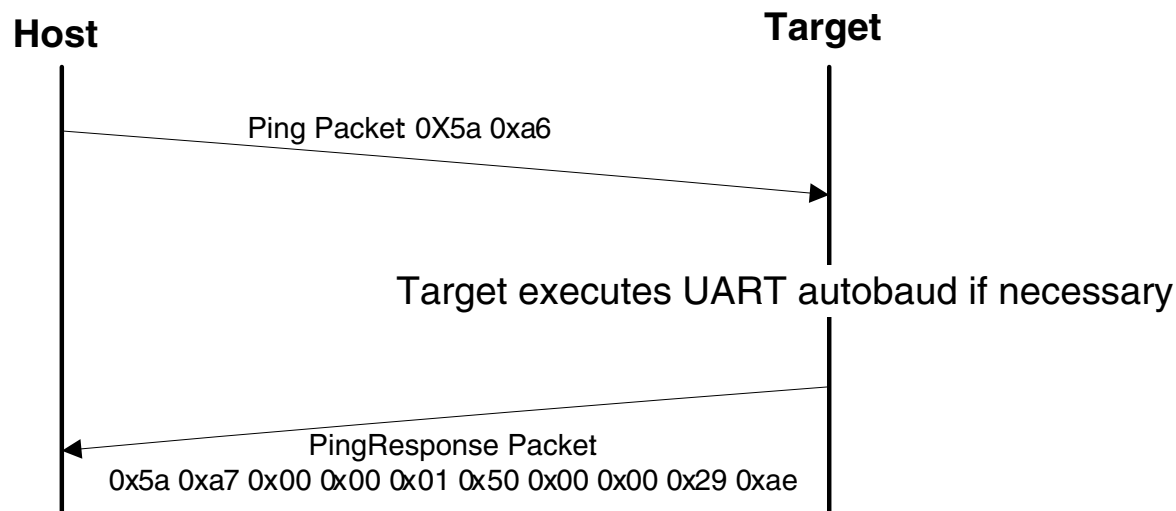 Host
Target
Ping Packet 0X5a 0xa6
Target executes UART autobaud if necessary
PingResponse Packet
0x5a 0xa7 0x00 0x00 0x01 0x50 0x00 0x00 0x29 0xae